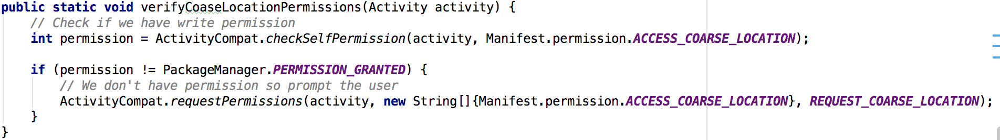 public static void verifyCoaseLocationPermissions(Activity activity) {
    // Check if we have write permission
    int permission = ActivityCompat.checkSelfPermission(activity, Manifest.permission.ACCESS_COARSE_LOCATION);

    if (permission != PackageManager.PERMISSION_GRANTED) {
        // We don't have permission so prompt the user
        ActivityCompat.requestPermissions(activity, new String[]{Manifest.permission.ACCESS_COARSE_LOCATION}, REQUEST_COARSE_LOCATION);
    }
}